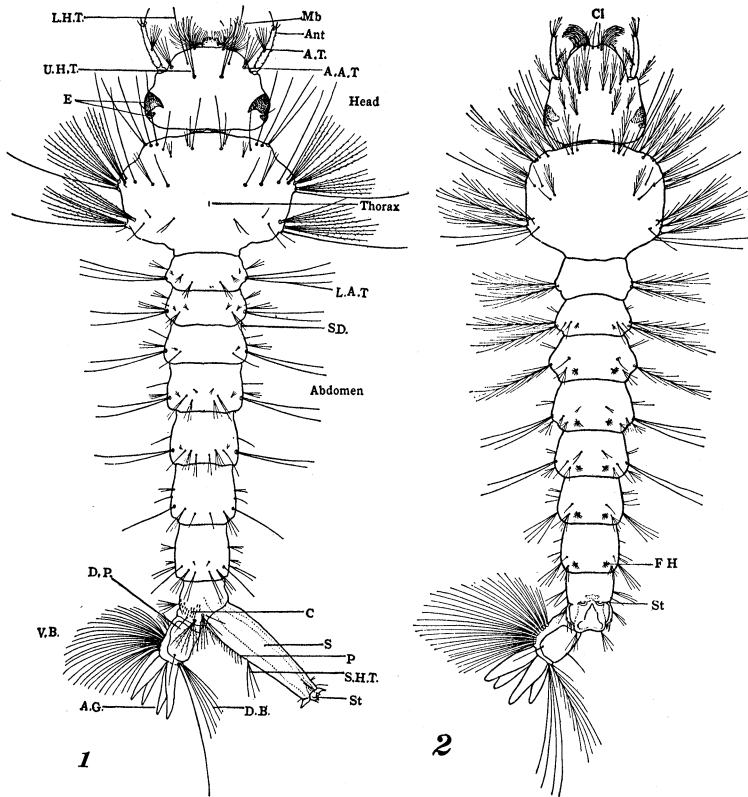 L.H.T.
Mb
Cl
Ant
A.T.
U.H.T.
A.A.T
E
Head
Thorax
L.A.T
S.D.
Abdomen
F H
D.P.
St
C
V.B.
S
P
S.H.T.
St
A.G.
D.B.
1
2